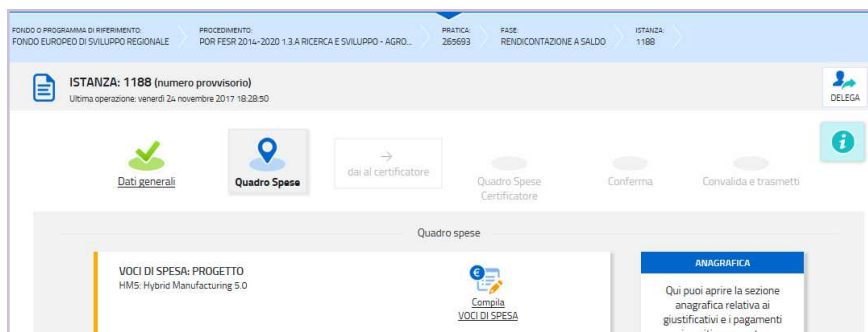 FONDO O PROGRAMMA DI RIFERIMENTO: PROCEDIMENTO: PRATICA: FASE: ISTANZA:
FONDO EUROPEO DI SVILUPPO REGIONALE POR FESR 2014-2020 1.3.A RICERCA E SVILUPPO - AGRO... 265693 RENDICONTAZIONE A SALDO 1188
ISTANZA: 1188 (numero provvisorio)
Ultima operazione: venerdì 24 novembre 2017 18:28:50
DELEGA
Dati generali
Quadro Spese
dai al certificatore
Quadro Spese
Certificatore
Conferma
Convalida e trasmetti
Quadro spese
VOCI DI SPESA: PROGETTO
HM5: Hybrid Manufacturing 5.0
Compila
VOCI DI SPESA
ANAGRAFICA
Qui puoi aprire la sezione
anagrafica relativa ai
giustificativi e i pagamenti